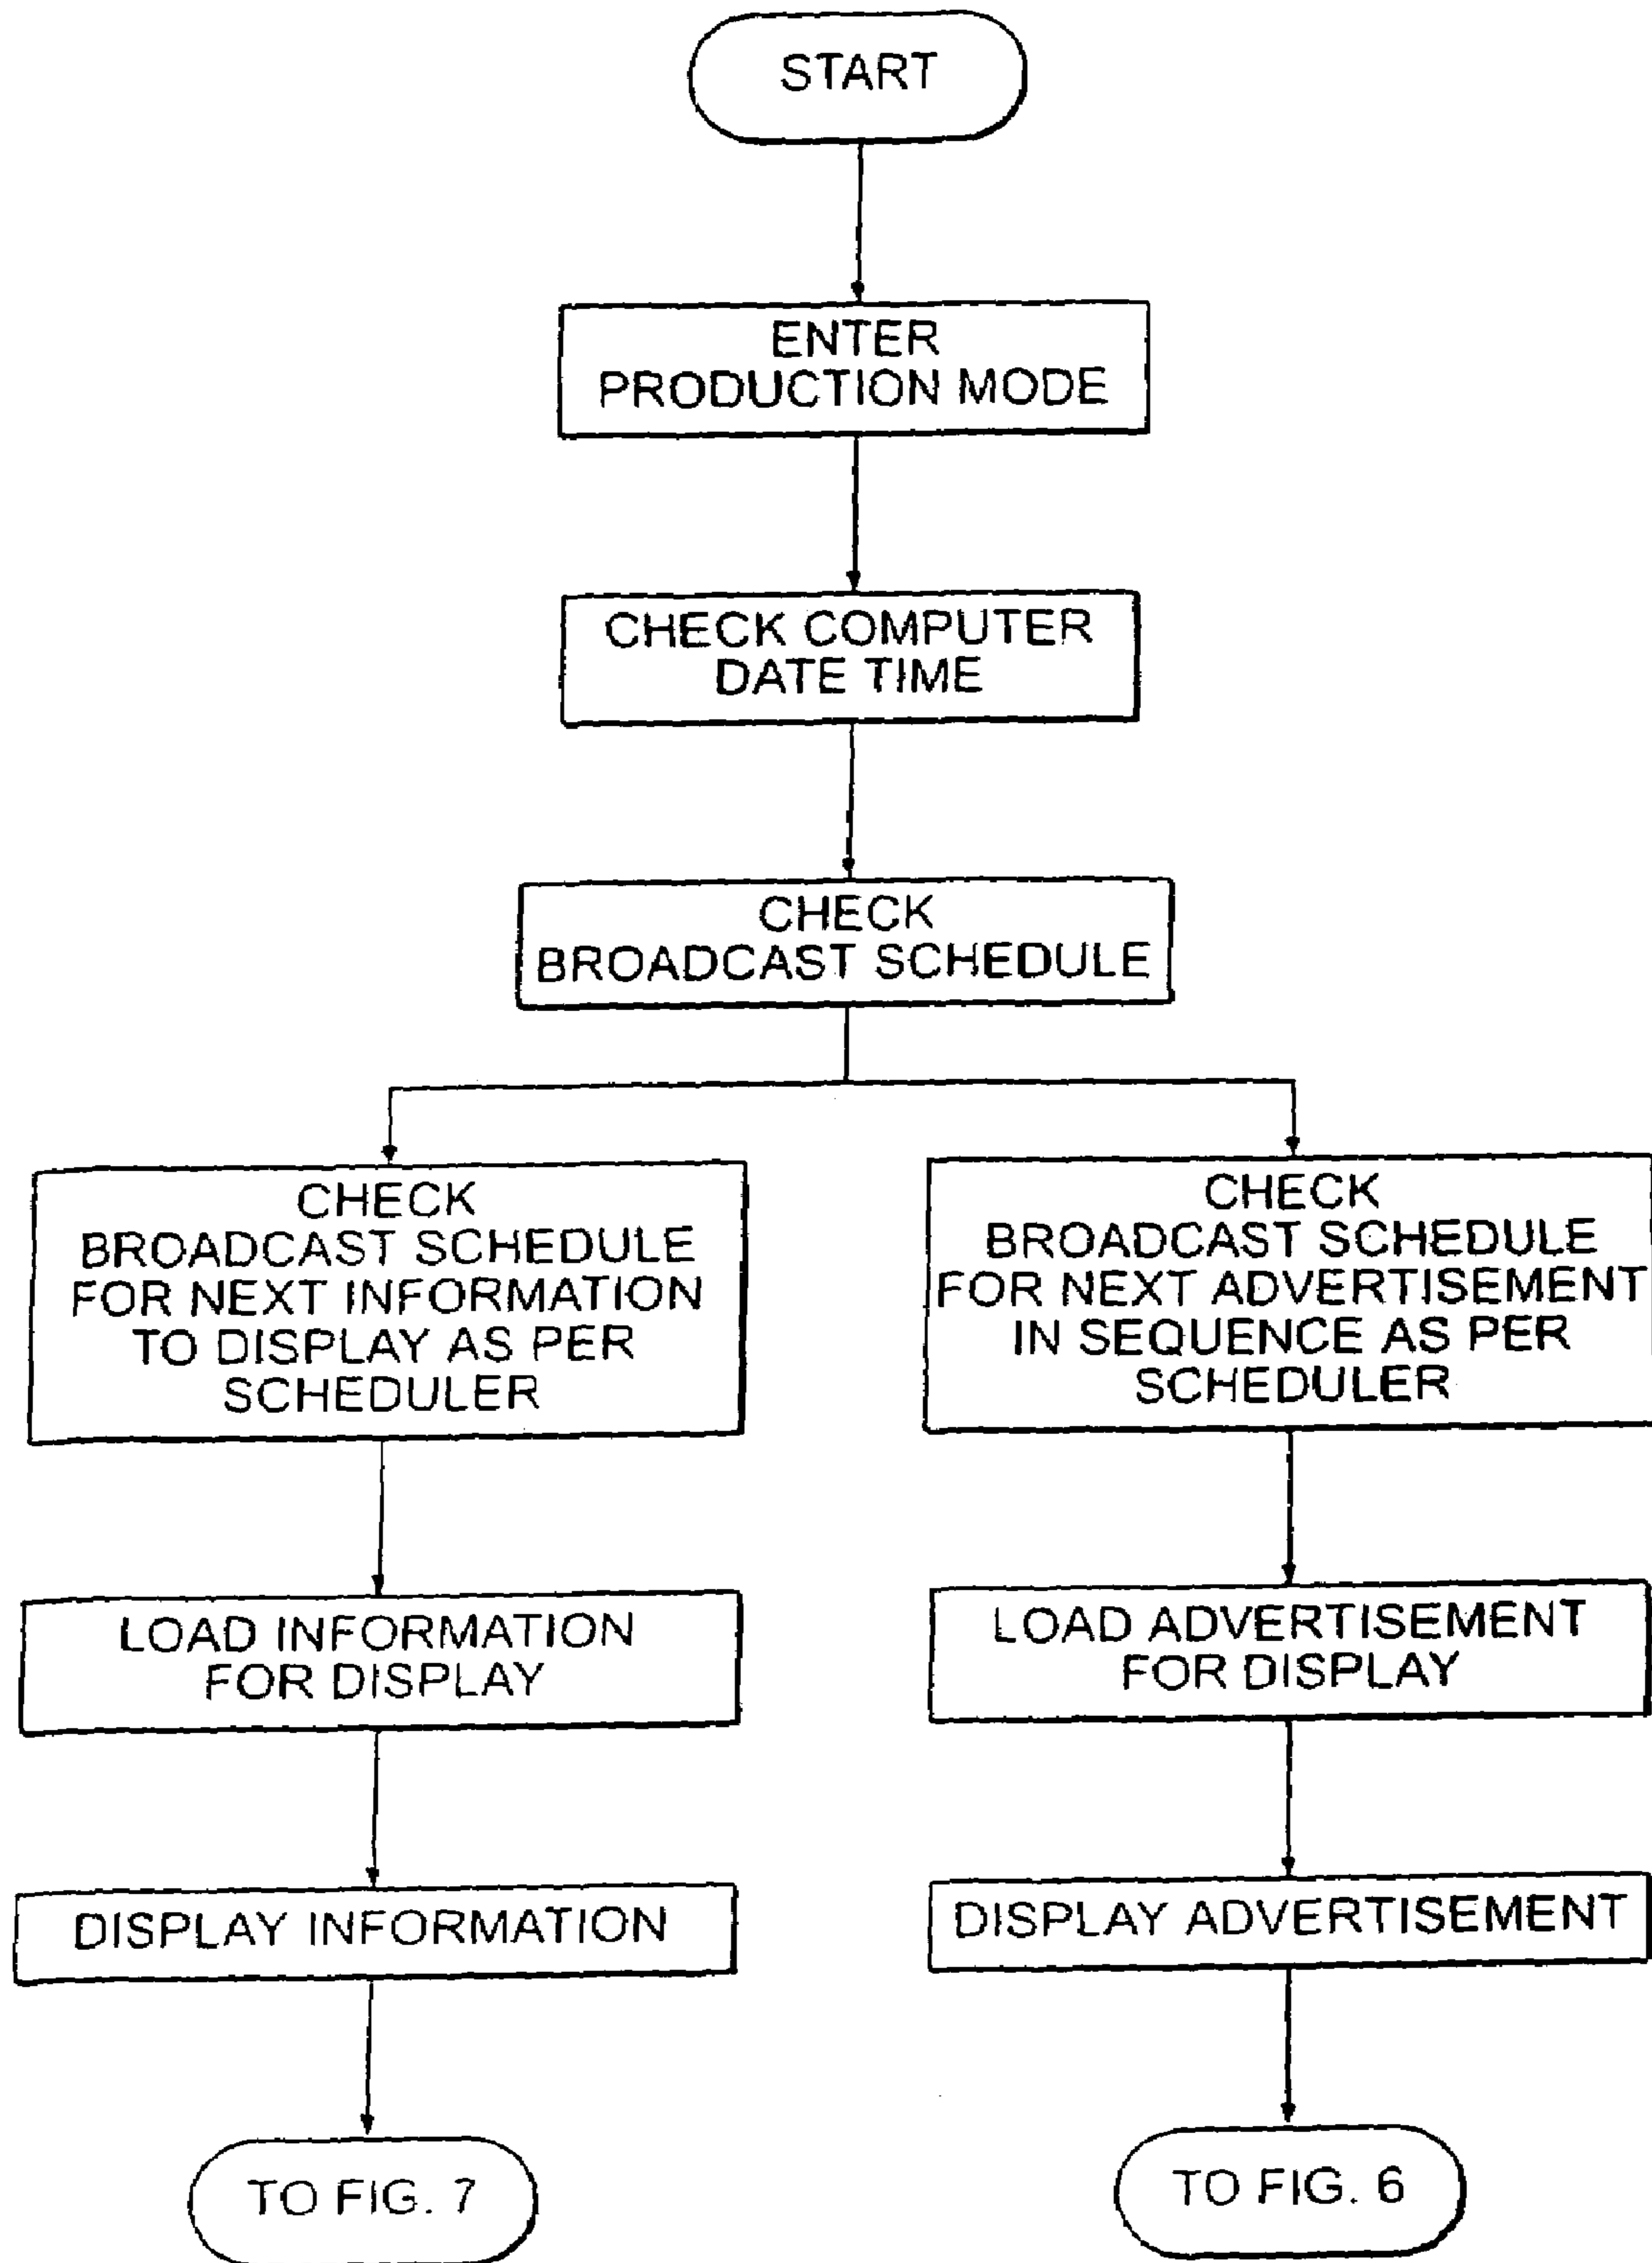 START
ENTER
PRODUCTION MODE
CHECK COMPUTER
DATE TIME
CHECK
BROADCAST SCHEDULE
CHECK
BROADCAST SCHEDULE
FOR NEXT INFORMATION
TO DISPLAY AS PER
SCHEDULER
CHECK
BROADCAST SCHEDULE
FOR NEXT ADVERTISEMENT
IN SEQUENCE AS PER
SCHEDULER
LOAD INFORMATION
FOR DISPLAY
LOAD ADVERTISEMENT
FOR DISPLAY
DISPLAY INFORMATION
DISPLAY ADVERTISEMENT
TO FIG. 7
TO FIG. 6